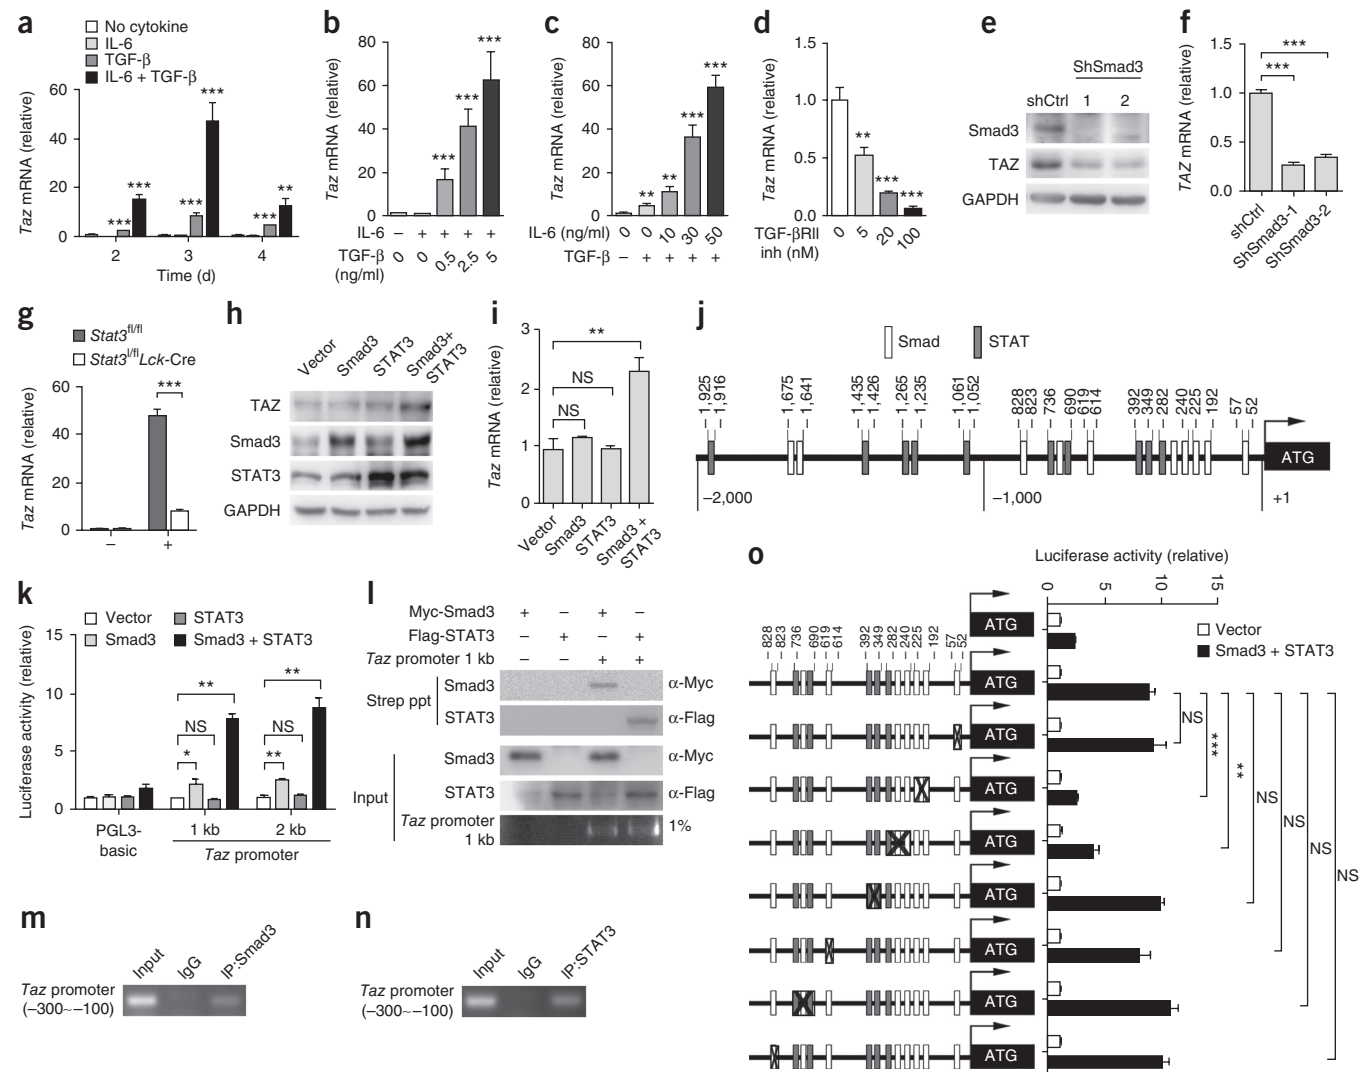 a
No cytokine
IL-6
TGF-β
IL-6 + TGF-β
Taz mRNA (relative)
60
40
20
0
***
***
***
***
***
**
2
3
4
Time (d)
b
Taz mRNA (relative)
80
60
40
20
0
***
***
***
IL-6 – + + + +
TGF-β (ng/ml) 0 0 0.5 2.5 5
c
Taz mRNA (relative)
80
60
40
20
0
**
**
***
***
IL-6 (ng/ml) 0 0 10 30 50
TGF-β – + + + +
d
Taz mRNA (relative)
1.5
1.0
0.5
0.0
**
***
***
TGF-βRII inh (nM) 0 5 20 100
e
ShSmad3
shCtrl 1 2
Smad3
TAZ
GAPDH
f
TAZ mRNA (relative)
1.5
1.0
0.5
0.0
***
***
shCtrl
ShSmad3-1
ShSmad3-2
g
Stat3fl/fl
Stat3l/flLck-Cre
Taz mRNA (relative)
60
40
20
0
***
– +
h
Vector
Smad3
STAT3
Smad3+ STAT3
TAZ
Smad3
STAT3
GAPDH
i
Taz mRNA (relative)
3
2
1
0
**
NS
NS
Vector
Smad3
STAT3
Smad3 + STAT3
j
Smad
STAT
1,925
1,916
1,675
1,641
1,435
1,426
1,265
1,235
1,061
1,052
828
823
736
690
619
614
392
349
282
240
225
192
57
52
ATG
–2,000
–1,000
+1
k
Vector
Smad3
STAT3
Smad3 + STAT3
Luciferase activity (relative)
15
10
5
0
**
NS
*
**
NS
**
PGL3-basic
1 kb
2 kb
Taz promoter
l
Myc-Smad3 + – + –
Flag-STAT3 – + – +
Taz promoter 1 kb – – + +
Strep ppt
Smad3 α-Myc
STAT3 α-Flag
Input
Smad3 α-Myc
STAT3 α-Flag
Taz promoter 1 kb 1%
m
Input
IgG
IP:Smad3
Taz promoter
(–300~–100)
n
Input
IgG
IP:STAT3
Taz promoter
(–300~–100)
o
Luciferase activity (relative)
0
5
10
15
Vector
Smad3 + STAT3
828
823
736
690
619
614
392
349
282
240
225
192
57
52
ATG
ATG
ATG
ATG
ATG
ATG
ATG
ATG
ATG
NS
***
**
NS
NS
NS
NS